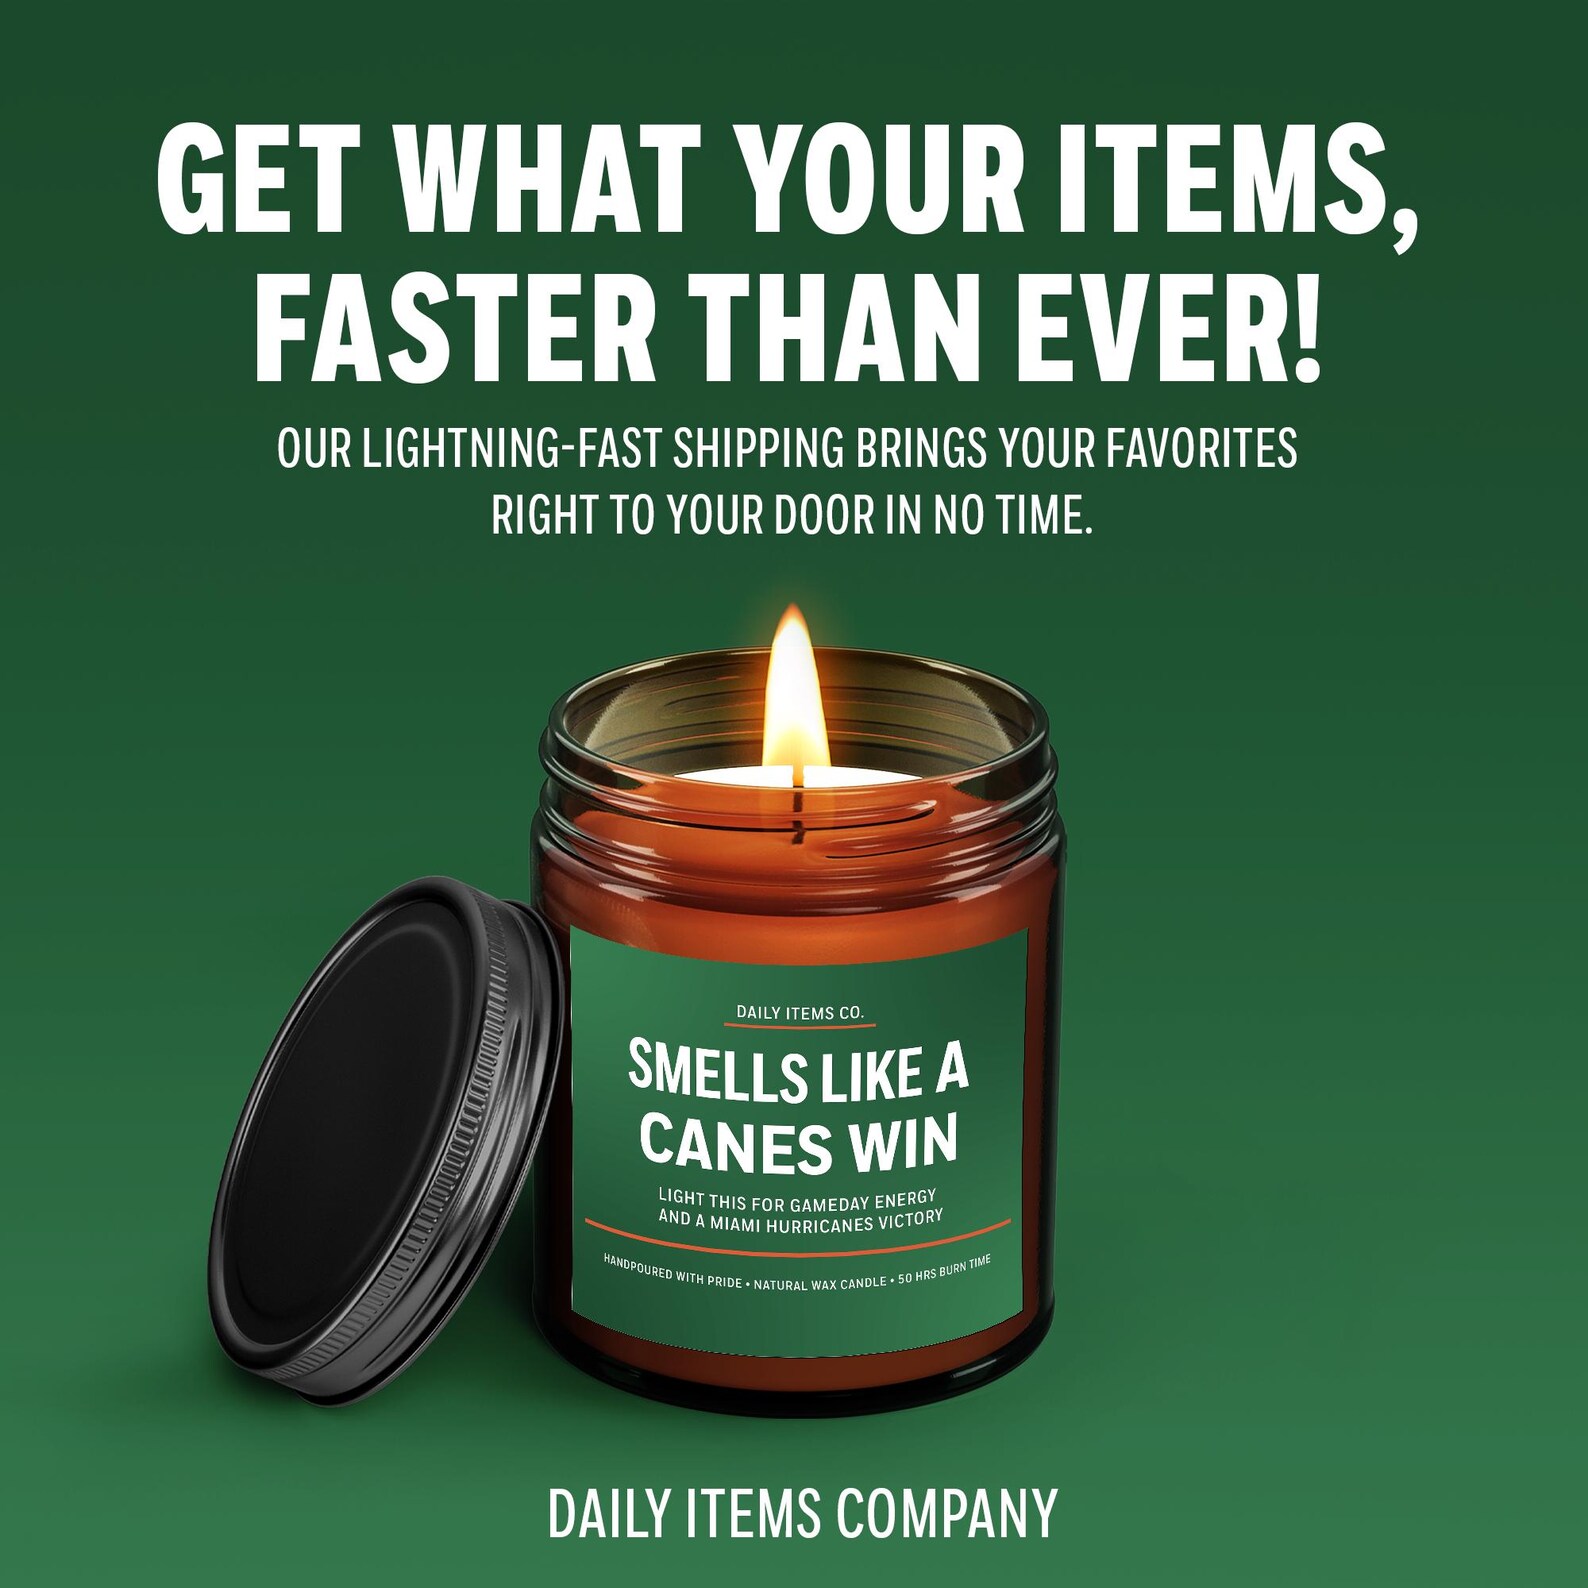 GET WHAT YOUR ITEMS,
FASTER THAN EVER!
OUR LIGHTNING-FAST SHIPPING BRINGS YOUR FAVORITES
RIGHT TO YOUR DOOR IN NO TIME.
DAILY ITEMS CO.
SMELLS LIKE A
CANES WIN
LIGHT THIS FOR GAMEDAY ENERGY
AND A MIAMI HURRICANES VICTORY
HANDPOURED WITH PRIDE • NATURAL WAX CANDLE • 50 HRS BURN TIME
DAILY ITEMS COMPANY